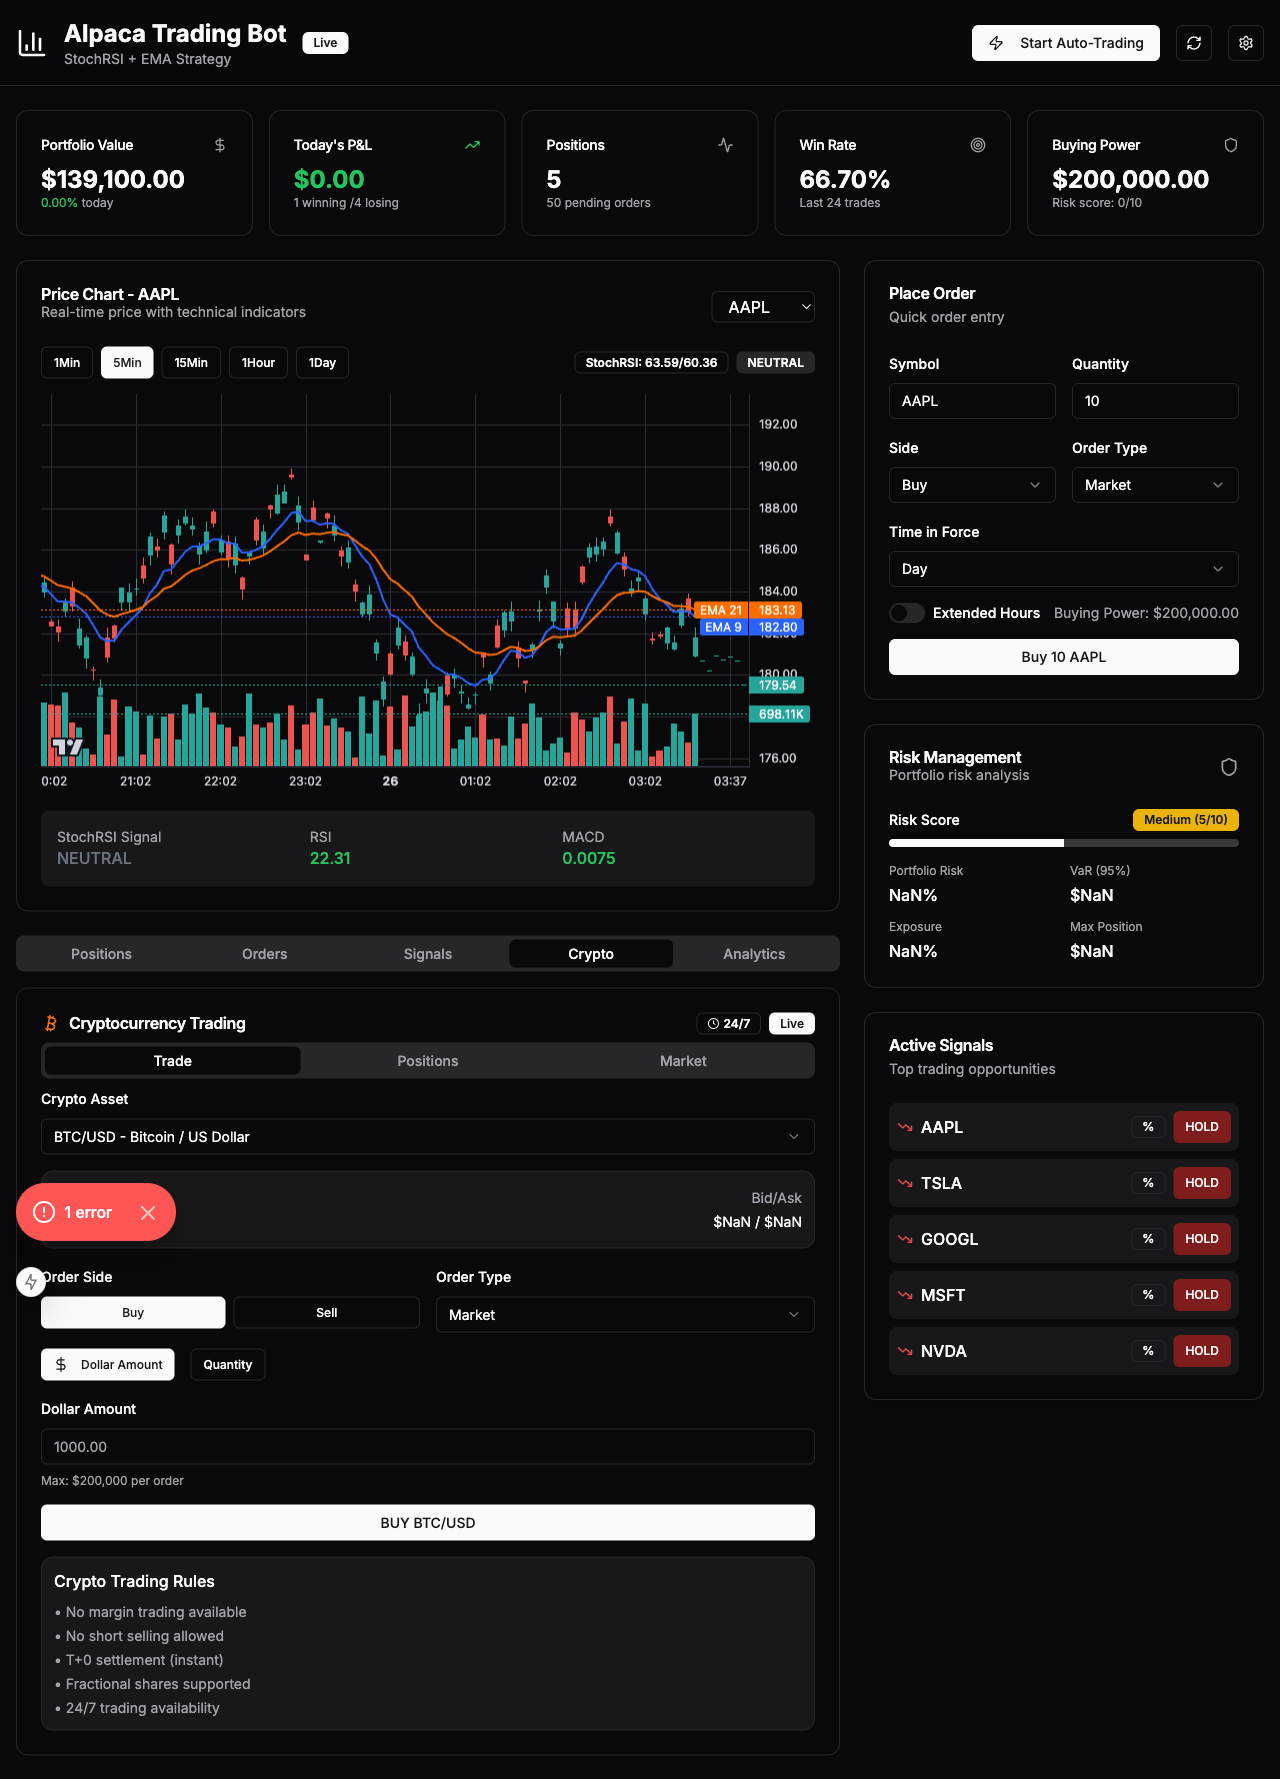 Alpaca Trading Bot
Live
StochRSI + EMA Strategy
Start Auto-Trading
Portfolio Value
$139,100.00
0.00% today
Today's P&L
$0.00
1 winning /4 losing
Positions
5
50 pending orders
Win Rate
66.70%
Last 24 trades
Buying Power
$200,000.00
Risk score: 0/10
Price Chart - AAPL
Real-time price with technical indicators
AAPL
1Min
5Min
15Min
1Hour
1Day
StochRSI: 63.59/60.36
NEUTRAL
192.00
190.00
188.00
186.00
184.00
EMA 21 183.13
EMA 9 182.80
180.00
179.54
698.11K
176.00
0:02
21:02
22:02
23:02
26
01:02
02:02
03:02
03:37
StochRSI Signal
NEUTRAL
RSI
22.31
MACD
0.0075
Positions
Orders
Signals
Crypto
Analytics
Cryptocurrency Trading
24/7
Live
Trade
Positions
Market
Crypto Asset
BTC/USD - Bitcoin / US Dollar
Bid/Ask
$NaN / $NaN
1 error
Order Side
Buy
Sell
Order Type
Market
Dollar Amount
Quantity
Dollar Amount
1000.00
Max: $200,000 per order
BUY BTC/USD
Crypto Trading Rules
• No margin trading available
• No short selling allowed
• T+0 settlement (instant)
• Fractional shares supported
• 24/7 trading availability
Place Order
Quick order entry
Symbol
AAPL
Quantity
10
Side
Buy
Order Type
Market
Time in Force
Day
Extended Hours
Buying Power: $200,000.00
Buy 10 AAPL
Risk Management
Portfolio risk analysis
Risk Score
Medium (5/10)
Portfolio Risk
NaN%
VaR (95%)
$NaN
Exposure
NaN%
Max Position
$NaN
Active Signals
Top trading opportunities
AAPL % HOLD
TSLA % HOLD
GOOGL % HOLD
MSFT % HOLD
NVDA % HOLD